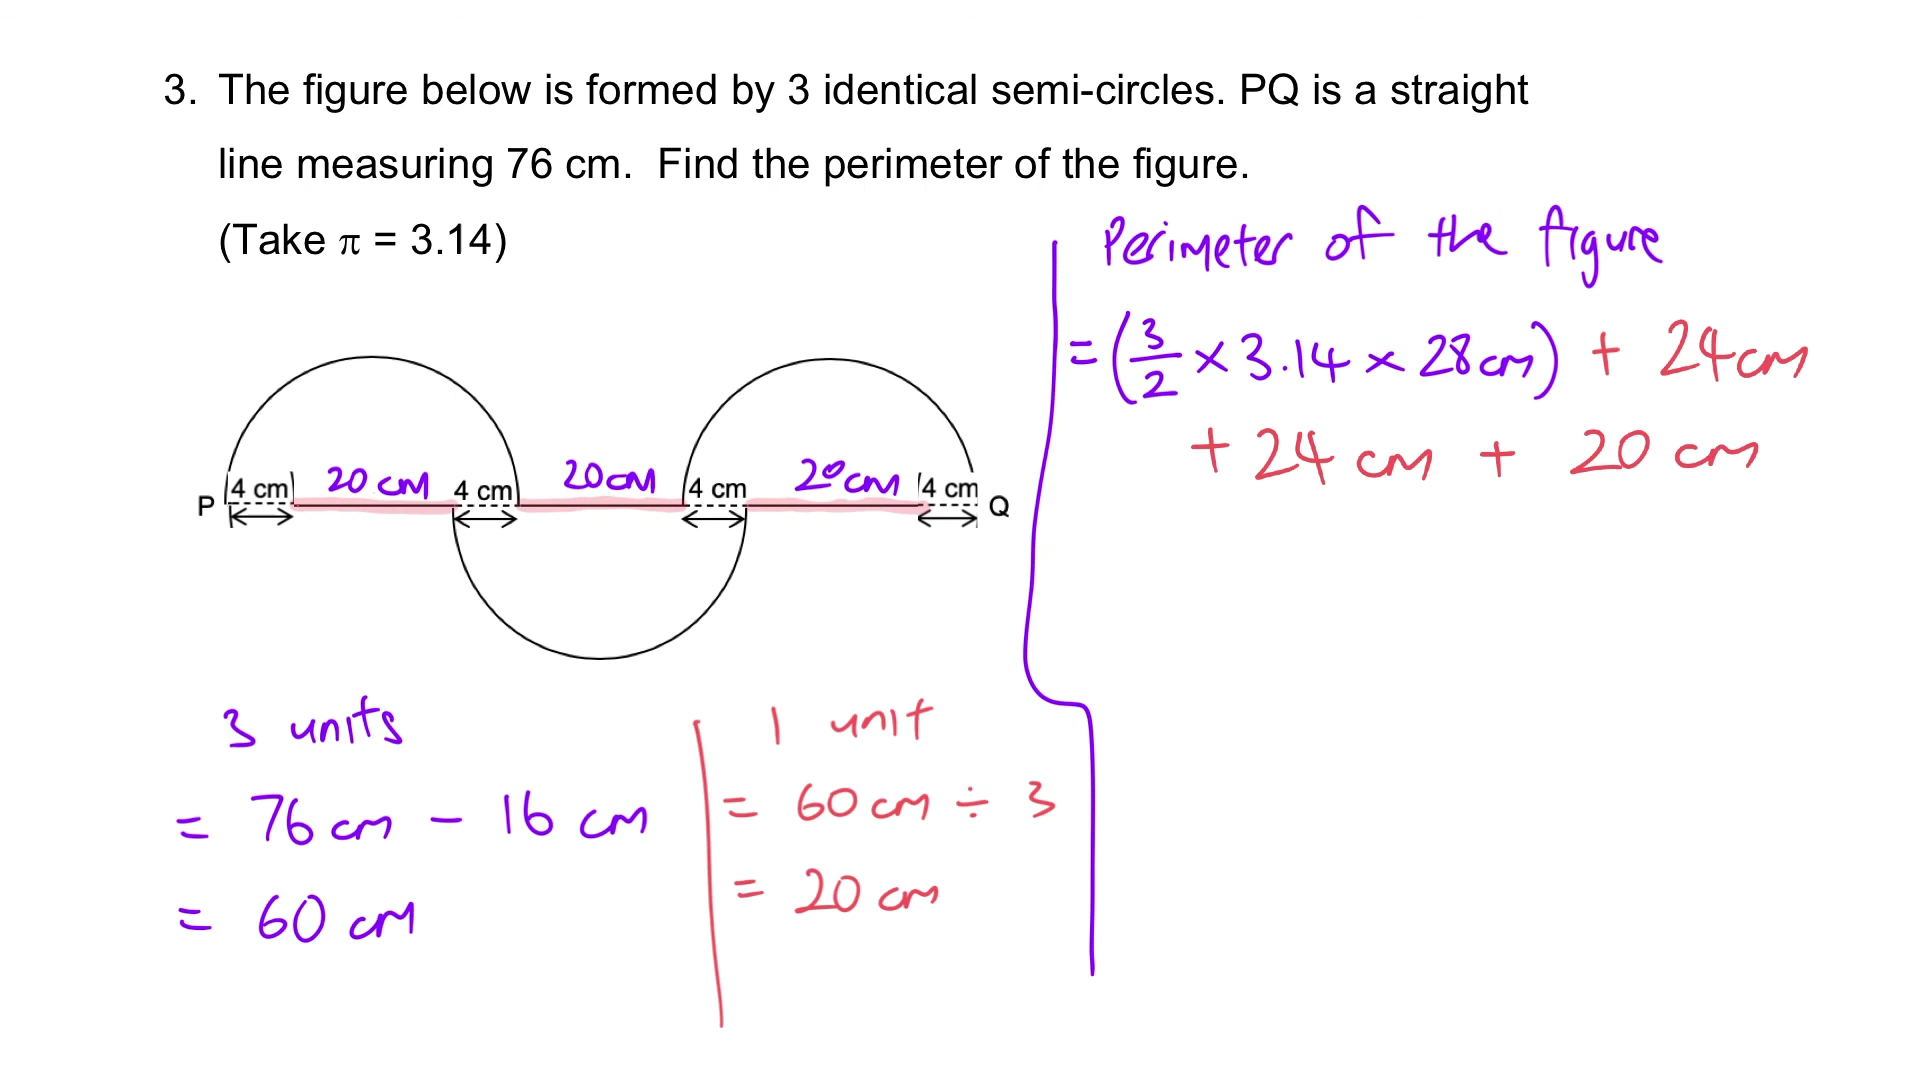 3. The figure below is formed by 3 identical semi-circles. PQ is a straight
line measuring 76 cm. Find the perimeter of the figure.
(Take π = 3.14)
P 4 cm 20 cm 4 cm 20 cm 4 cm 20 cm 4 cm Q
3 units
= 76 cm - 16 cm
= 60 cm
1 unit
= 60 cm ÷ 3
= 20 cm
Perimeter of the figure
= (3/2 × 3.14 × 28 cm) + 24 cm
+ 24 cm + 20 cm